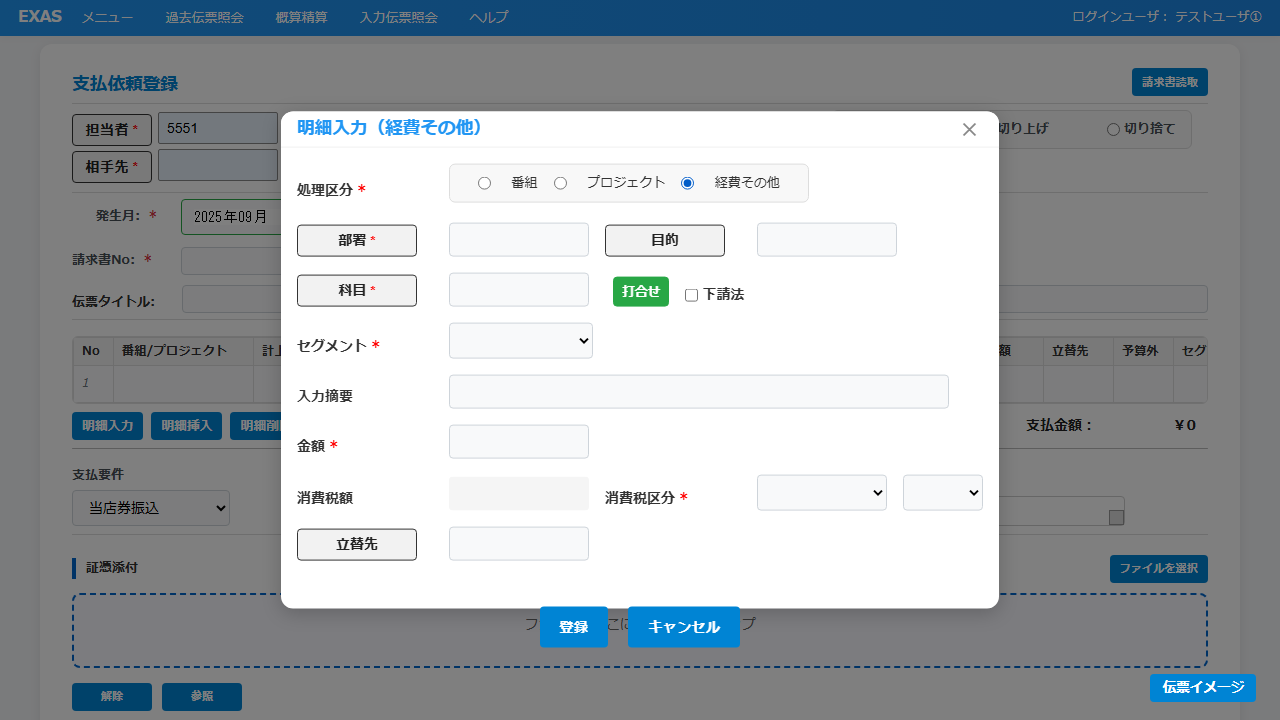 EXAS メニュー 過去伝票照会 概算精算 入力伝票照会 ヘルプ ログインユーザ： テストユーザ①
支払依頼登録 請求書読取
担当者 * 5551 切り上げ 切り捨て
相手先 *
発生月: * 2025年09月
請求書No: *
伝票タイトル:
No 番組/プロジェクト 計上 額 立替先 予算外 セグ
1
明細入力 明細挿入 明細削 支払金額： ¥0
支払要件
当店券振込
証憑添付 ファイルを選択
フ こに プ
解除 参照
伝票イメージ
明細入力（経費その他） ×
処理区分 * 番組 プロジェクト 経費その他
部署 * 目的
科目 * 打合せ 下請法
セグメント *
入力摘要
金額 *
消費税額 消費税区分 *
立替先
登録 キャンセル